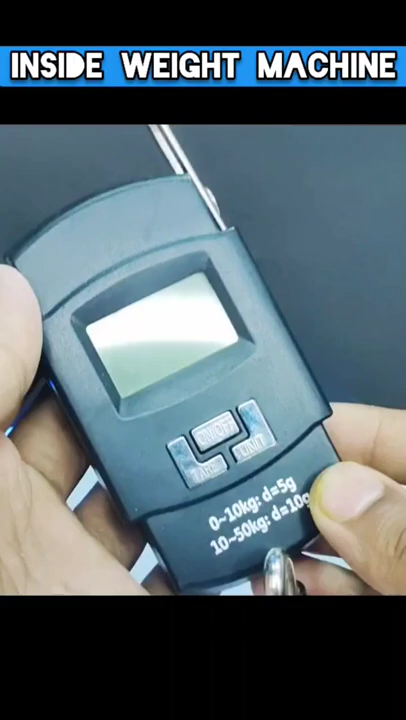 INSIDE WEIGHT MACHINE
ON/OFF
TARE UNIT
0~10kg: d=5g
10~50kg: d=10g